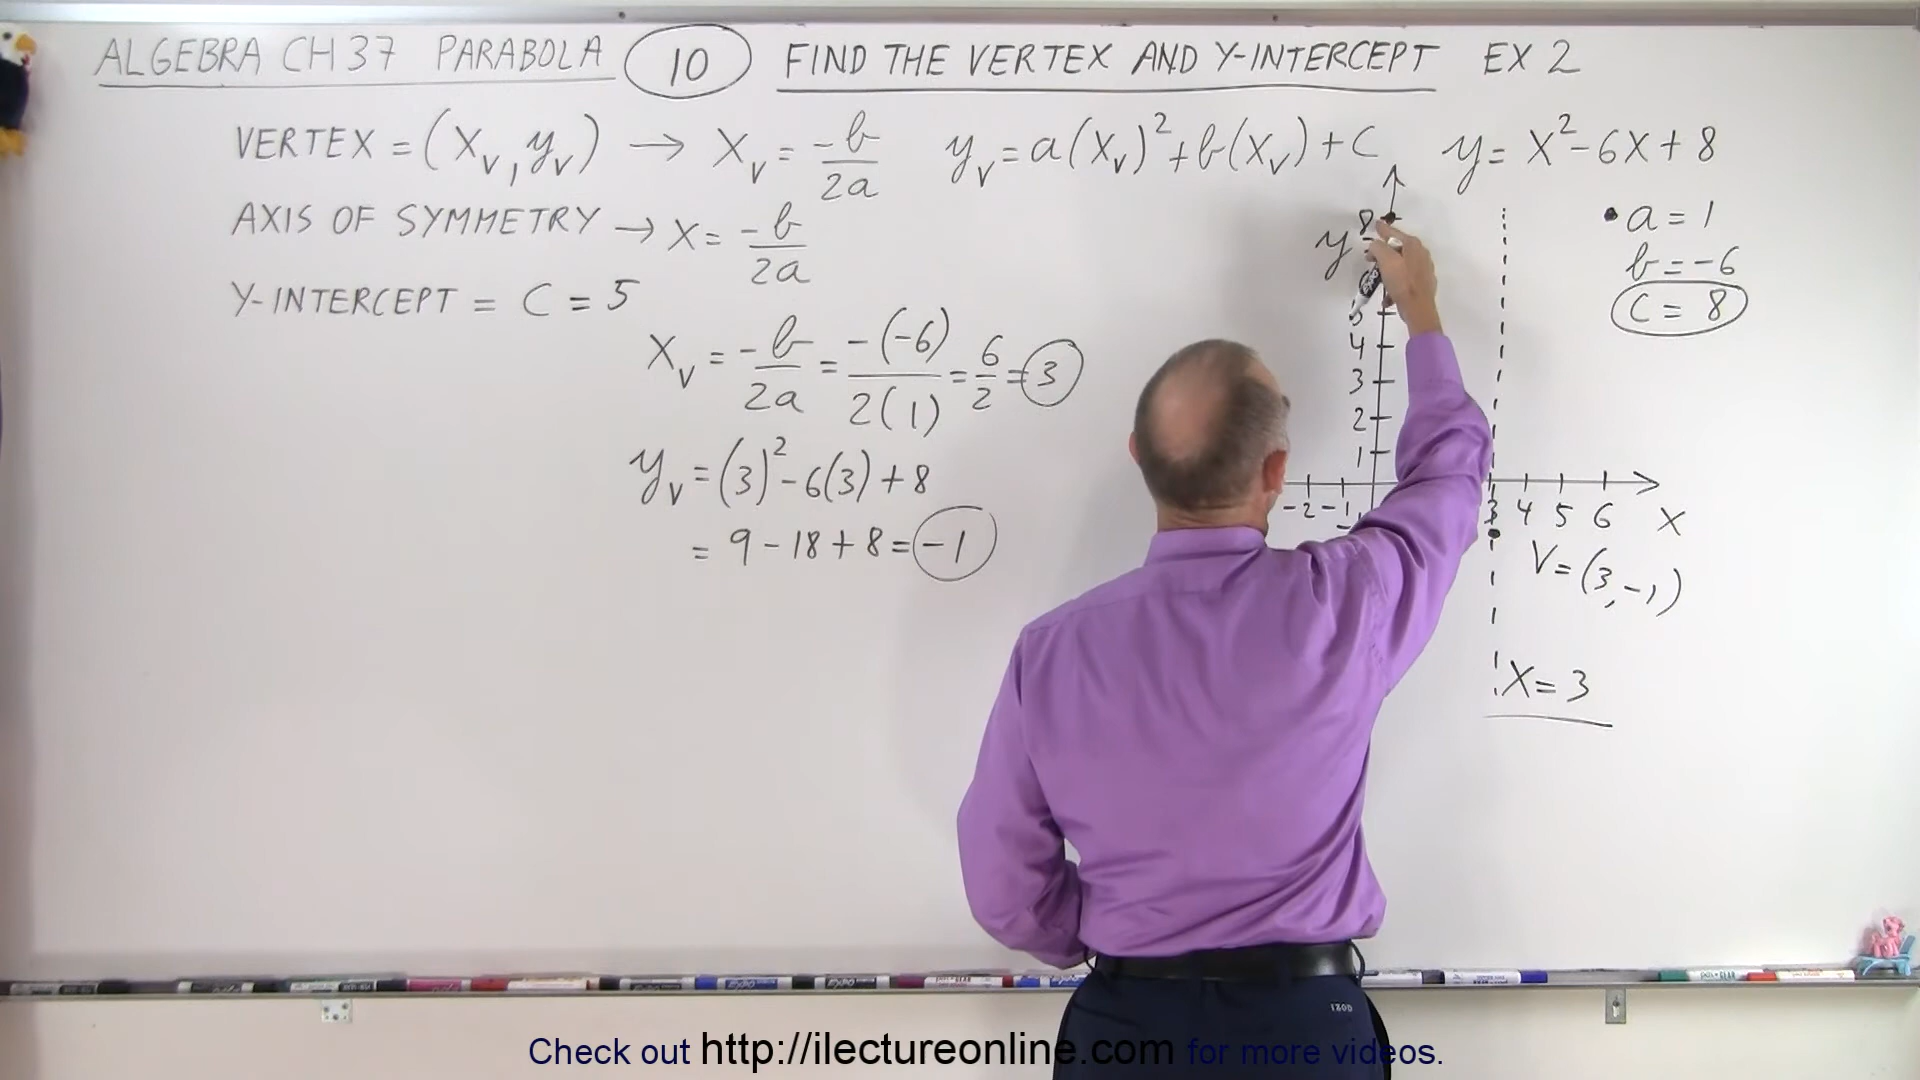 ALGEBRA CH 37 PARABOLA 10 FIND THE VERTEX AND Y-INTERCEPT EX 2
VERTEX = (Xv, yv) → Xv = -b/2a yv = a(Xv)² + b(Xv) + C y = X² - 6X + 8
AXIS OF SYMMETRY → X = -b/2a
Y-INTERCEPT = C = 5
Xv = -b/2a = -(-6)/2(1) = 6/2 = 3
yv = (3)² - 6(3) + 8
= 9 - 18 + 8 = -1
• a = 1
b = -6
C = 8
y
8
6
5
4
3
2
1
-2 -1 3 4 5 6 X
V = (3, -1)
X = 3
Check out http://ilectureonline.com for more videos.